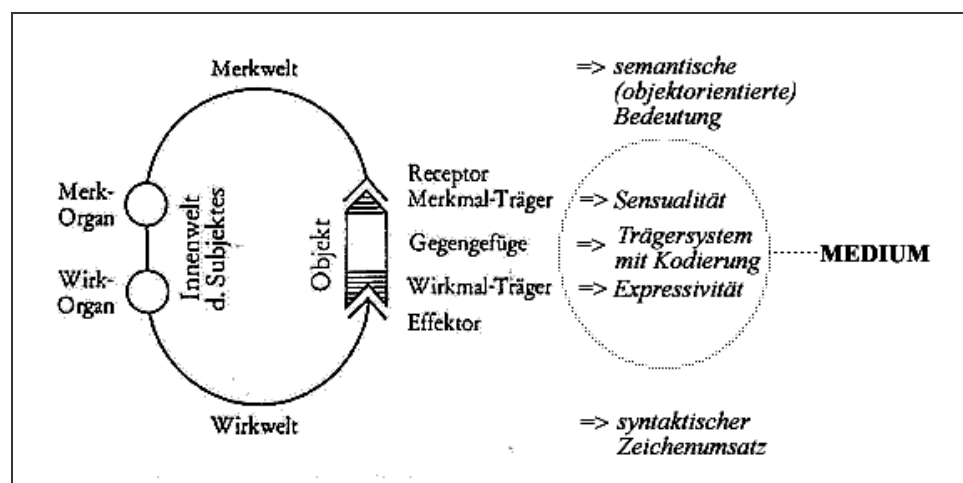 Merkwelt
=> semantische
(objektorientierte)
Bedeutung
Merk-
Organ
Wirk-
Organ
Innenwelt
d. Subjektes
Objekt
Receptor
Merkmal-Träger
Gegengefüge
Wirkmal-Träger
Effektor
=> Sensualität
=> Trägersystem
mit Kodierung
=> Expressivität
MEDIUM
Wirkwelt
=> syntaktischer
Zeichenumsatz